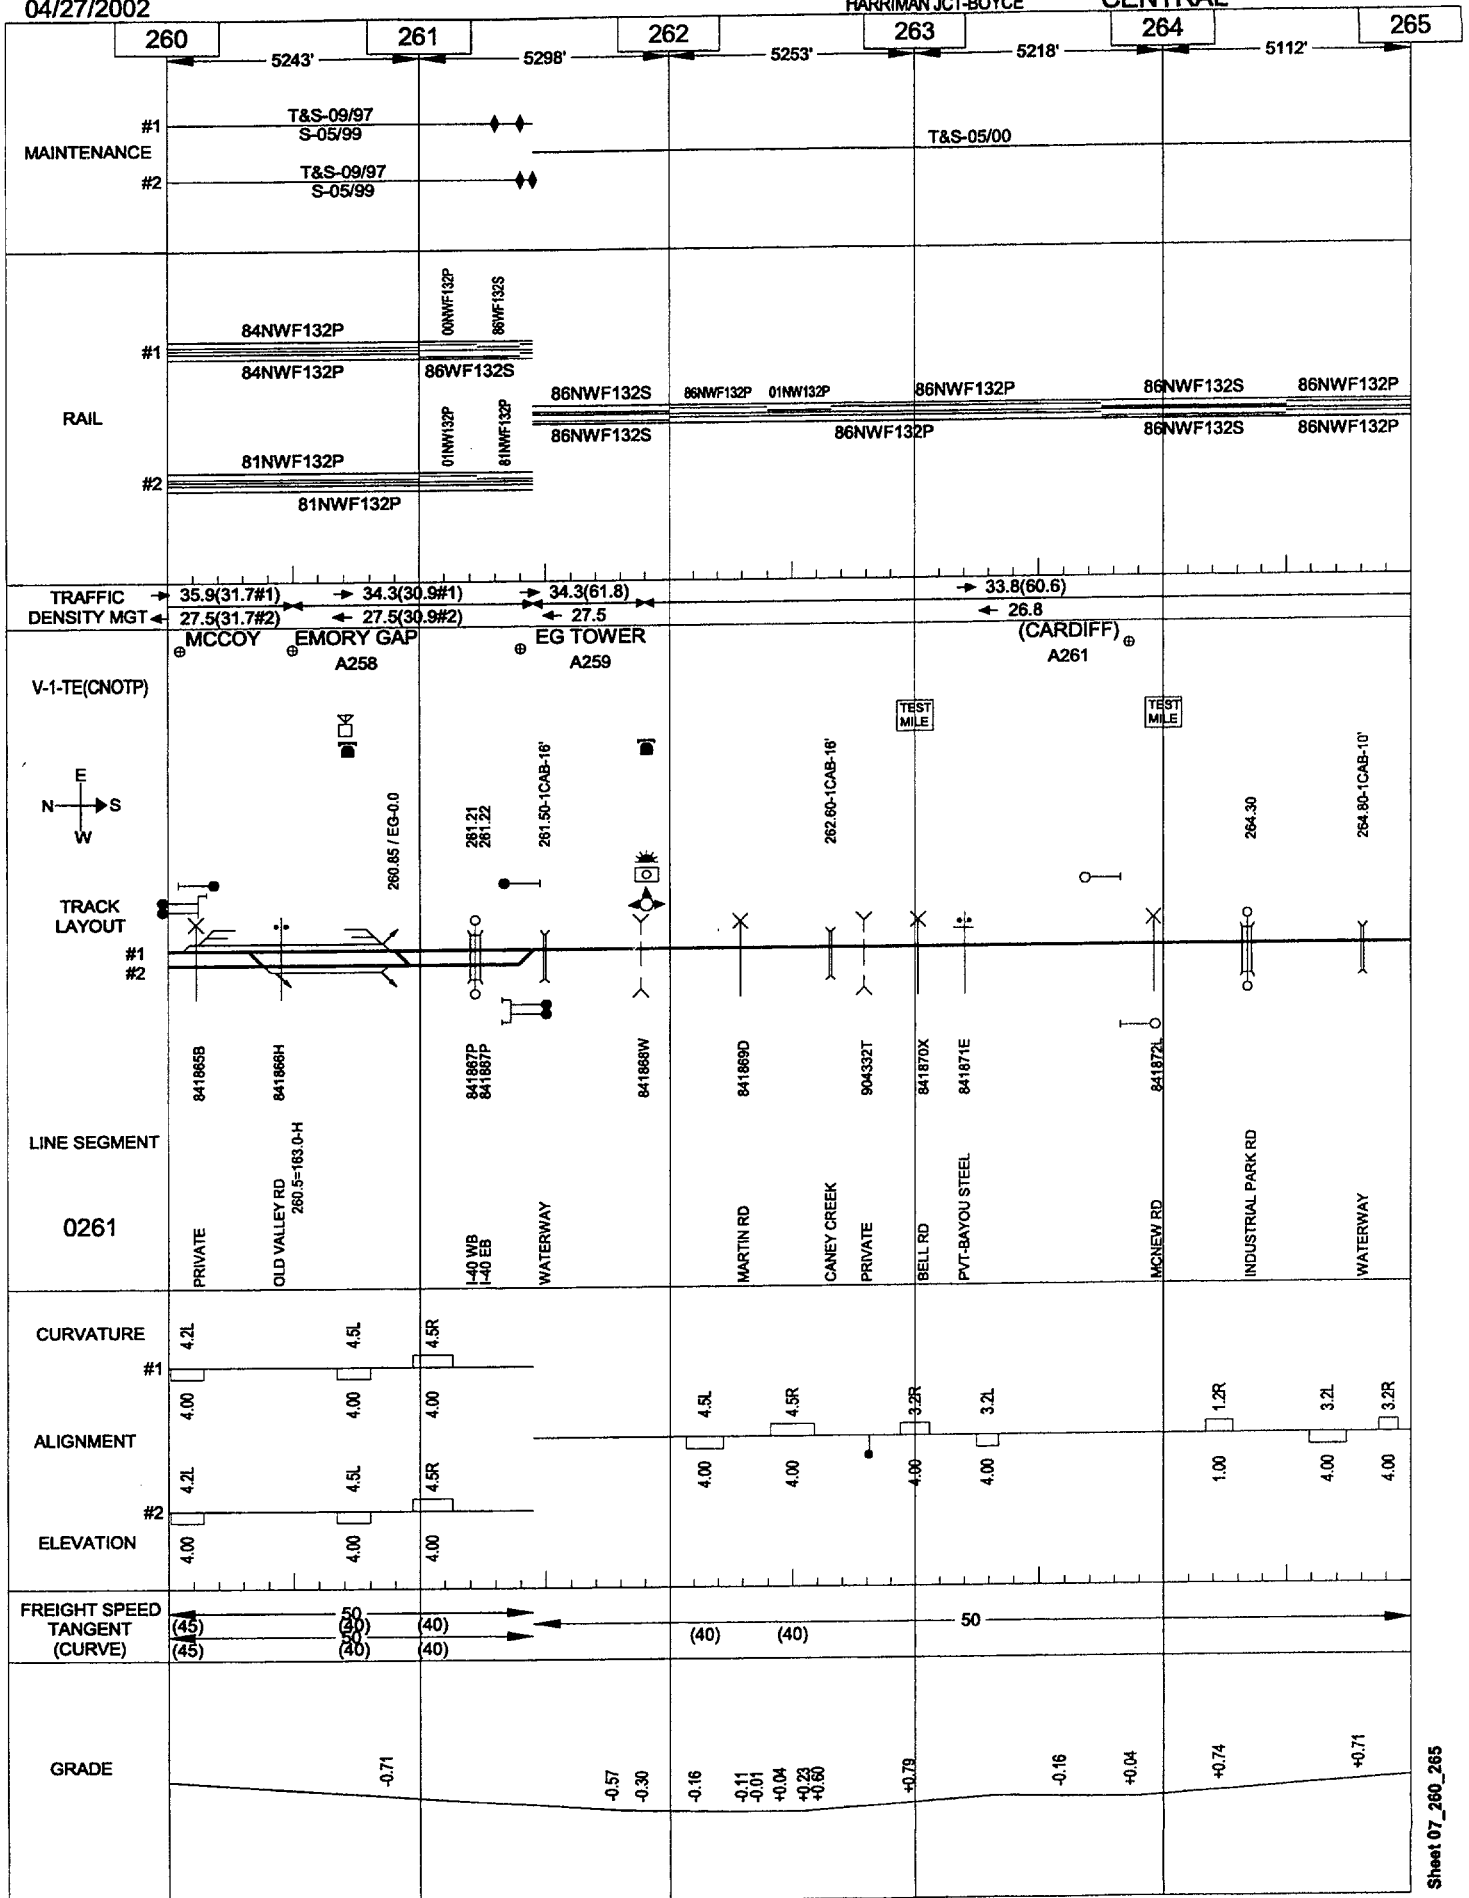 04/27/2002
HARRIMAN JCT-BOYCE
CENTRAL
260 261 262 263 264 265
5243' 5298' 5253' 5218' 5112'
MAINTENANCE
#1 T&S-09/97
S-05/99
#2 T&S-09/97
S-05/99
T&S-05/00
RAIL
00NWF132P
86WF132S
#1 84NWF132P
84NWF132P 86WF132S
01NW132P
81NWF132P
#2 81NWF132P
81NWF132P
86NWF132S 86NWF132P 01NW132P 86NWF132P 86NWF132S 86NWF132P
86NWF132S 86NWF132P 86NWF132S 86NWF132P
TRAFFIC 35.9(31.7#1) 34.3(30.9#1) 34.3(61.8) 33.8(60.6)
DENSITY MGT 27.5(31.7#2) 27.5(30.9#2) 27.5 26.8
MCCOY EMORY GAP EG TOWER (CARDIFF)
A258 A259 A261
V-1-TE(CNOTP)
TEST
MILE
TEST
MILE
E
N S
W
260.85 / EG-0.0
261.21
261.22
261.50-1CAB-16'
262.60-1CAB-16'
264.30
264.80-1CAB-10'
TRACK
LAYOUT
#1
#2
841865B
841866H
841867P
841887P
841868W
841869D
904332T
841870X
841871E
841872L
LINE SEGMENT
0261
PRIVATE
OLD VALLEY RD
260.5=163.0-H
I-40 WB
I-40 EB
WATERWAY
MARTIN RD
CANEY CREEK
PRIVATE
BELL RD
PVT-BAYOU STEEL
MCNEW RD
INDUSTRIAL PARK RD
WATERWAY
CURVATURE
#1
4.2L 4.5L 4.5R
4.00 4.00 4.00
ALIGNMENT
4.5L 4.5R 3.2R 3.2L 1.2R 3.2L 3.2R
4.00 4.00 4.00 4.00 1.00 4.00 4.00
#2
4.2L 4.5L 4.5R
4.00 4.00 4.00
ELEVATION
FREIGHT SPEED
TANGENT
(CURVE)
50
(45) (40) (40)
50
(45) (40) (40)
50
(40) (40)
GRADE
-0.71 -0.57 -0.30 -0.16 -0.11 -0.01 +0.04 +0.23 +0.60 +0.79 -0.16 +0.04 +0.74 +0.71
Sheet 07_260_265